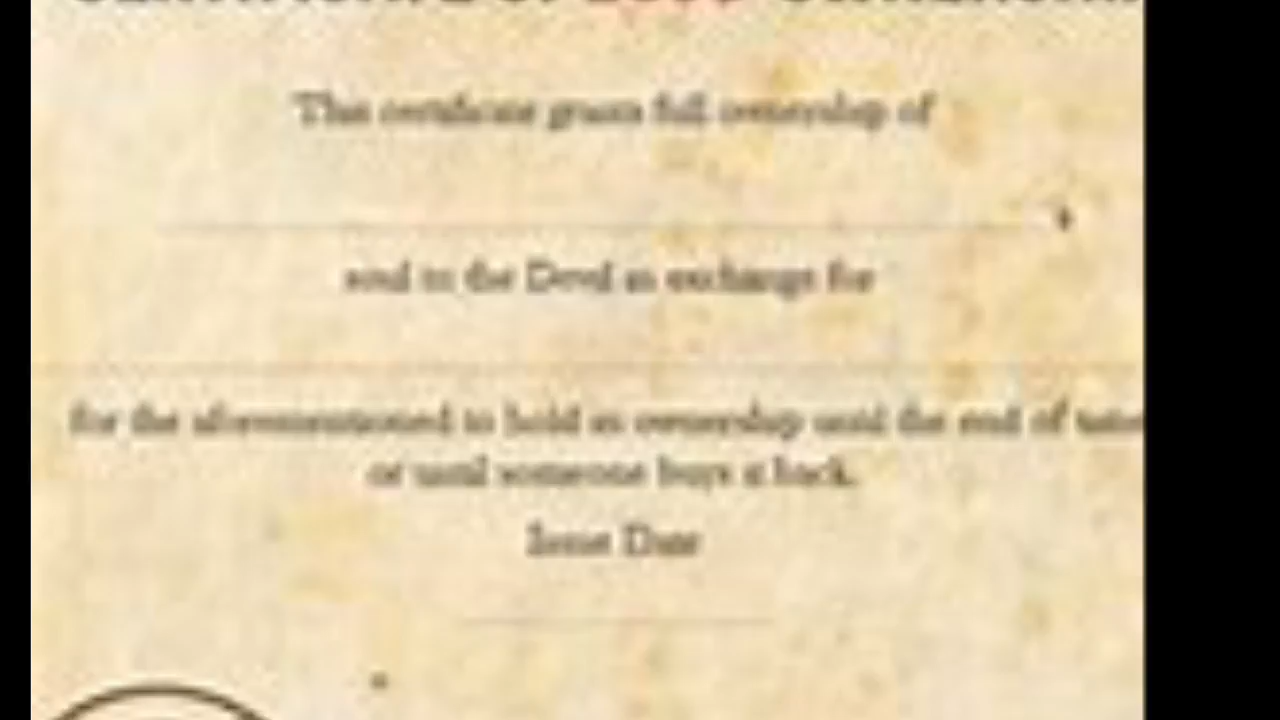 This certificate grants full ownership of
soul to the Devil in exchange for
for the aforementioned to hold in ownership until the end of
or until someone buys it back.
Issue Date